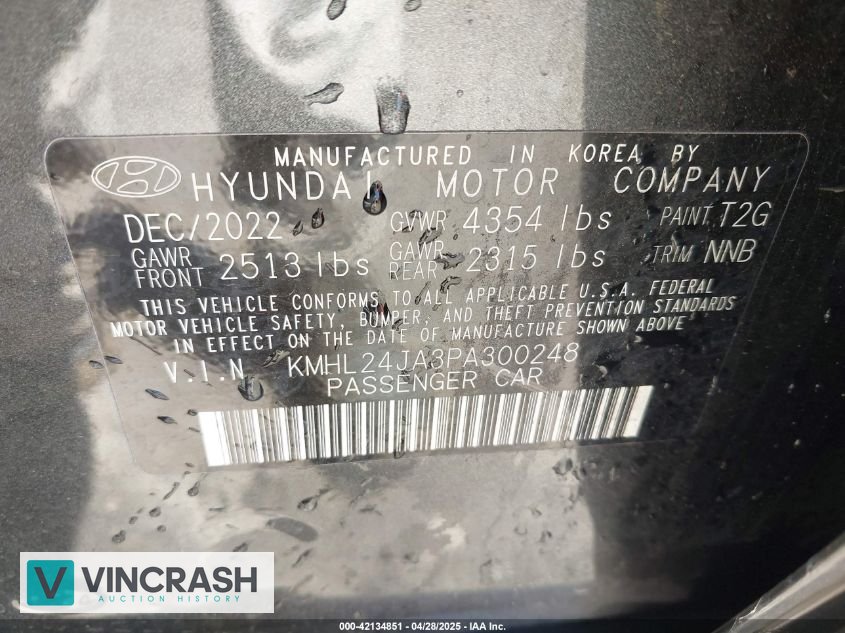 MANUFACTURED IN KOREA BY
HYUNDAI MOTOR COMPANY
DEC/2022 GVWR 4354 lbs PAINT T2G
GAWR FRONT 2513 lbs GAWR REAR 2315 lbs TRIM NNB
THIS VEHICLE CONFORMS TO ALL APPLICABLE U.S.A. FEDERAL
MOTOR VEHICLE SAFETY, BUMPER, AND THEFT PREVENTION STANDARDS
IN EFFECT ON THE DATE OF MANUFACTURE SHOWN ABOVE
V.I.N KMHL24JA3PA300248
PASSENGER CAR
V VINCRASH
AUCTION HISTORY
000-42134851 - 04/28/2025 - IAA Inc.